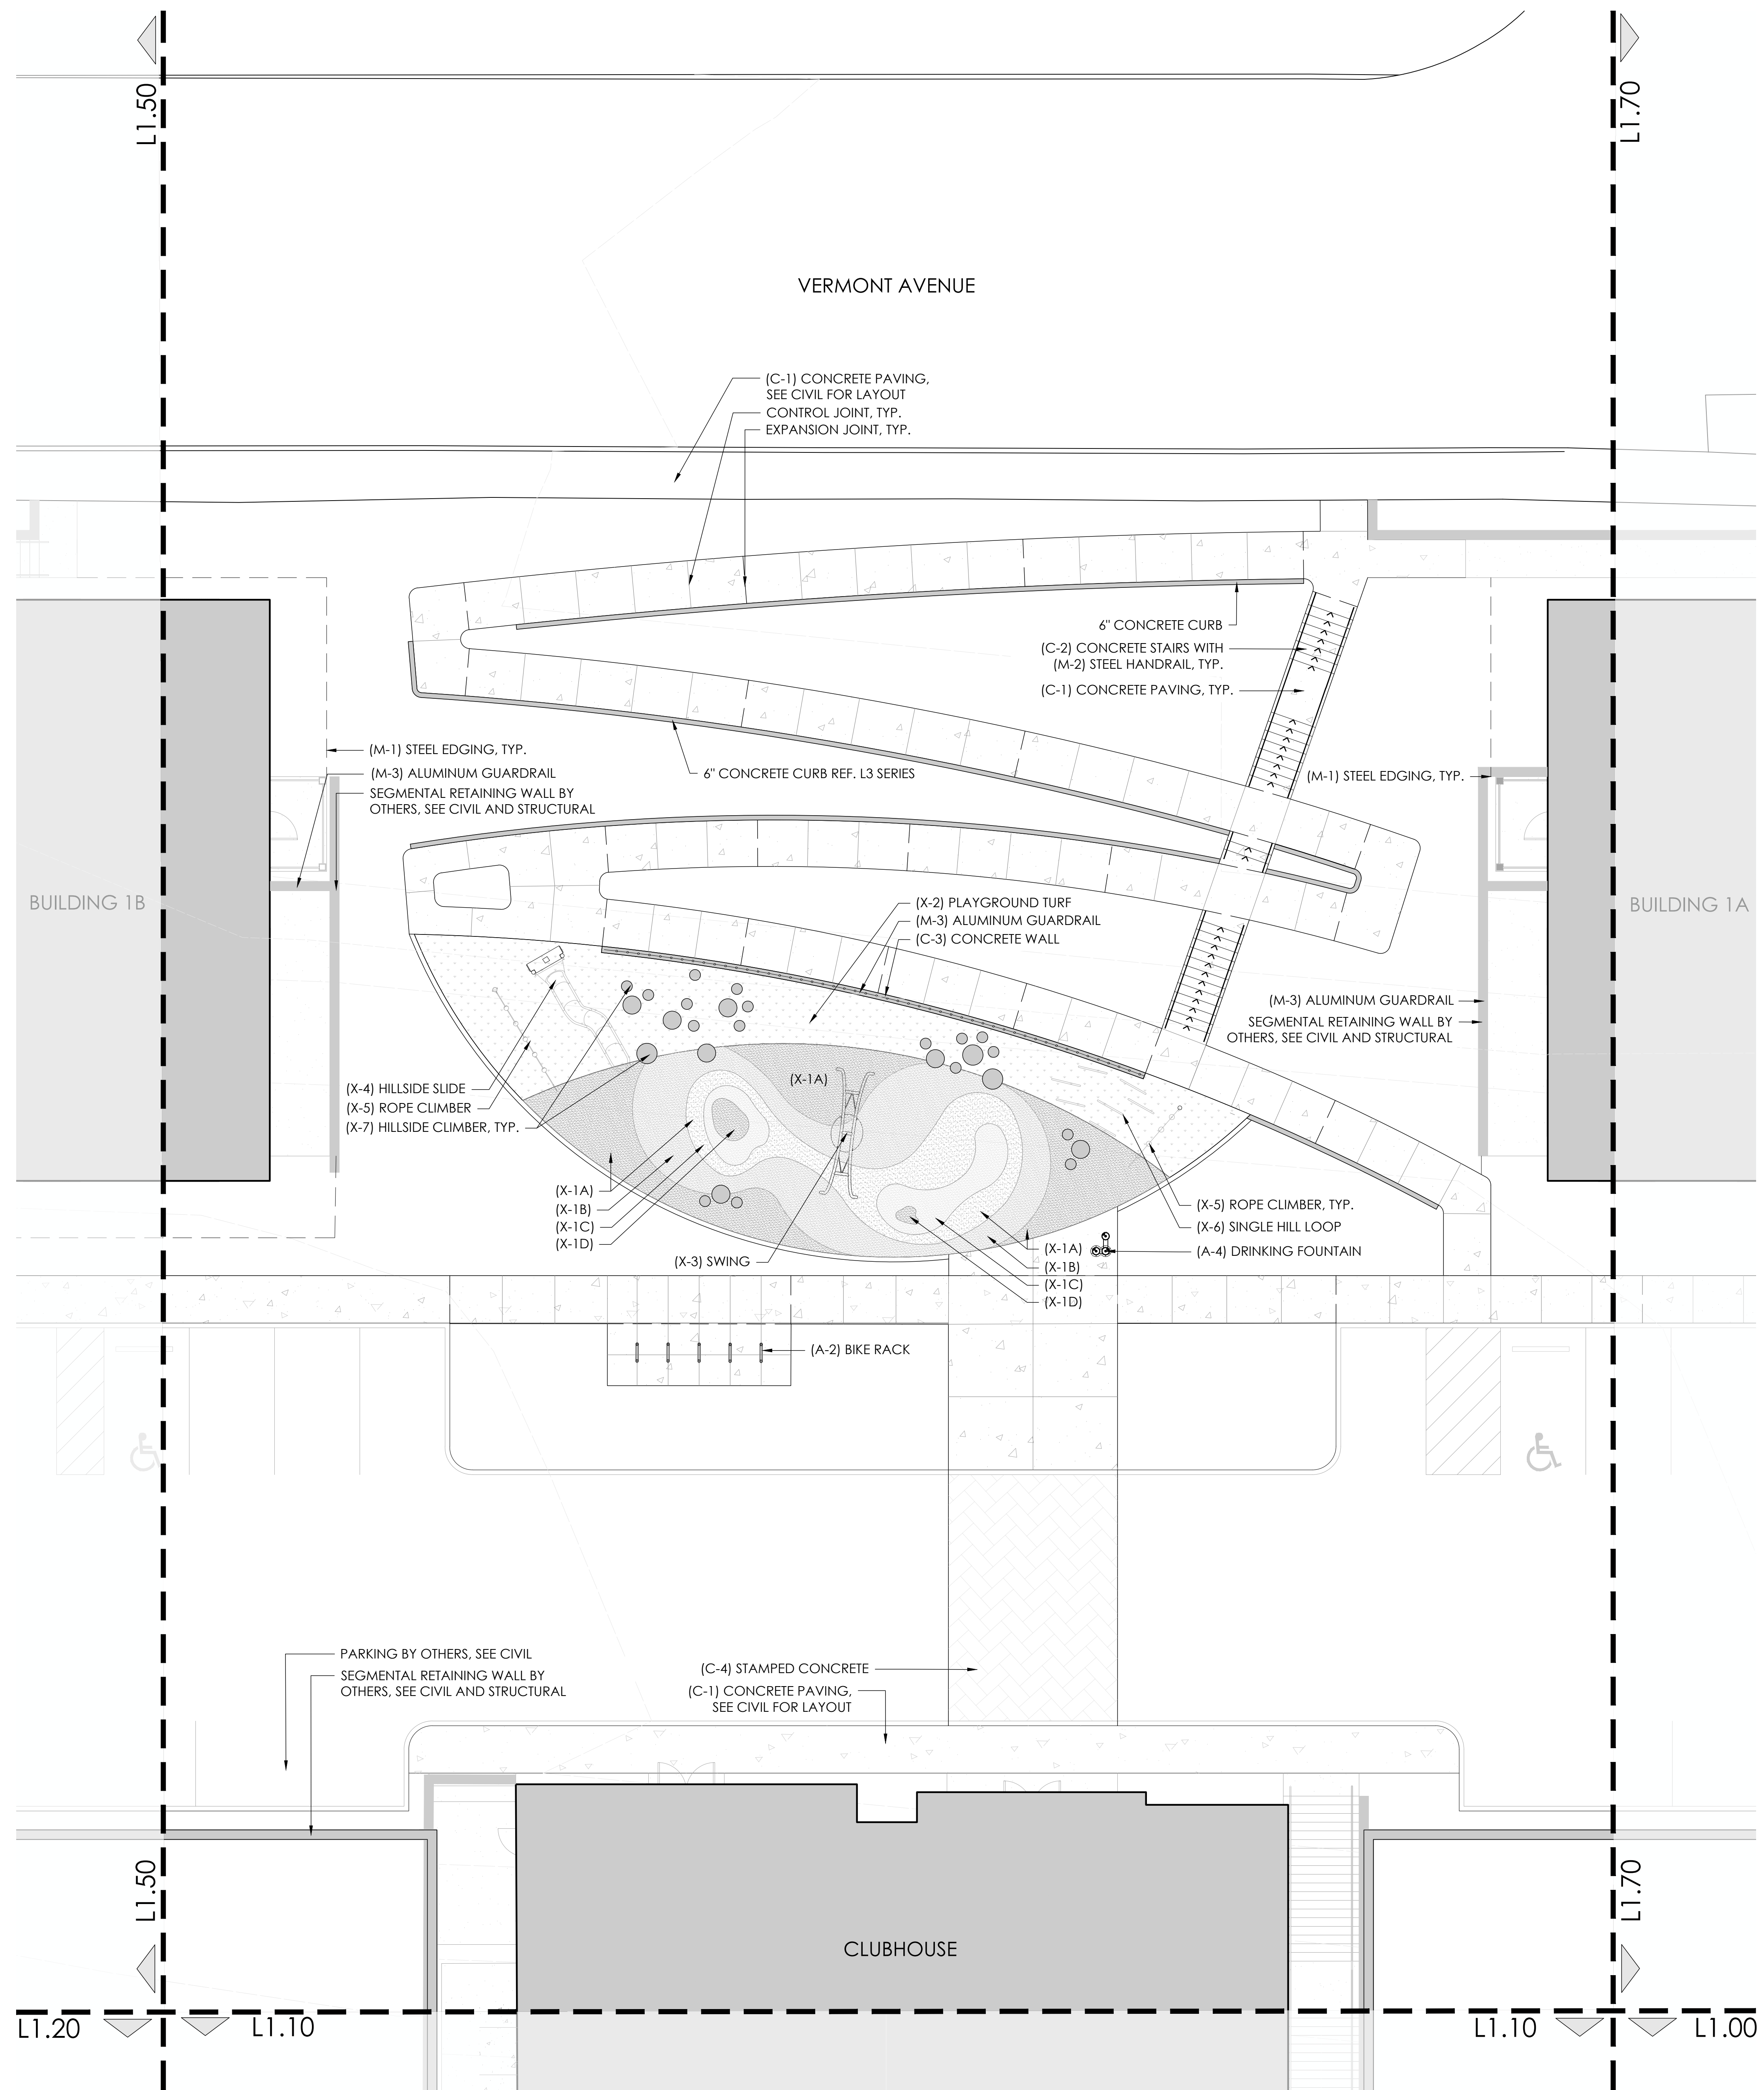 L1.50
L1.70
VERMONT AVENUE
(C-1) CONCRETE PAVING,
SEE CIVIL FOR LAYOUT
CONTROL JOINT, TYP.
EXPANSION JOINT, TYP.
6" CONCRETE CURB
(C-2) CONCRETE STAIRS WITH
(M-2) STEEL HANDRAIL, TYP.
(C-1) CONCRETE PAVING, TYP.
(M-1) STEEL EDGING, TYP.
(M-3) ALUMINUM GUARDRAIL
SEGMENTAL RETAINING WALL BY
OTHERS, SEE CIVIL AND STRUCTURAL
6" CONCRETE CURB REF. L3 SERIES
(M-1) STEEL EDGING, TYP.
BUILDING 1B
BUILDING 1A
(X-2) PLAYGROUND TURF
(M-3) ALUMINUM GUARDRAIL
(C-3) CONCRETE WALL
(M-3) ALUMINUM GUARDRAIL
SEGMENTAL RETAINING WALL BY
OTHERS, SEE CIVIL AND STRUCTURAL
(X-1A)
(X-4) HILLSIDE SLIDE
(X-5) ROPE CLIMBER
(X-7) HILLSIDE CLIMBER, TYP.
(X-1A)
(X-1B)
(X-1C)
(X-1D)
(X-3) SWING
(X-5) ROPE CLIMBER, TYP.
(X-6) SINGLE HILL LOOP
(A-4) DRINKING FOUNTAIN
(X-1A)
(X-1B)
(X-1C)
(X-1D)
(A-2) BIKE RACK
PARKING BY OTHERS, SEE CIVIL
SEGMENTAL RETAINING WALL BY
OTHERS, SEE CIVIL AND STRUCTURAL
(C-4) STAMPED CONCRETE
(C-1) CONCRETE PAVING,
SEE CIVIL FOR LAYOUT
L1.50
L1.70
CLUBHOUSE
L1.20
L1.10
L1.10
L1.00